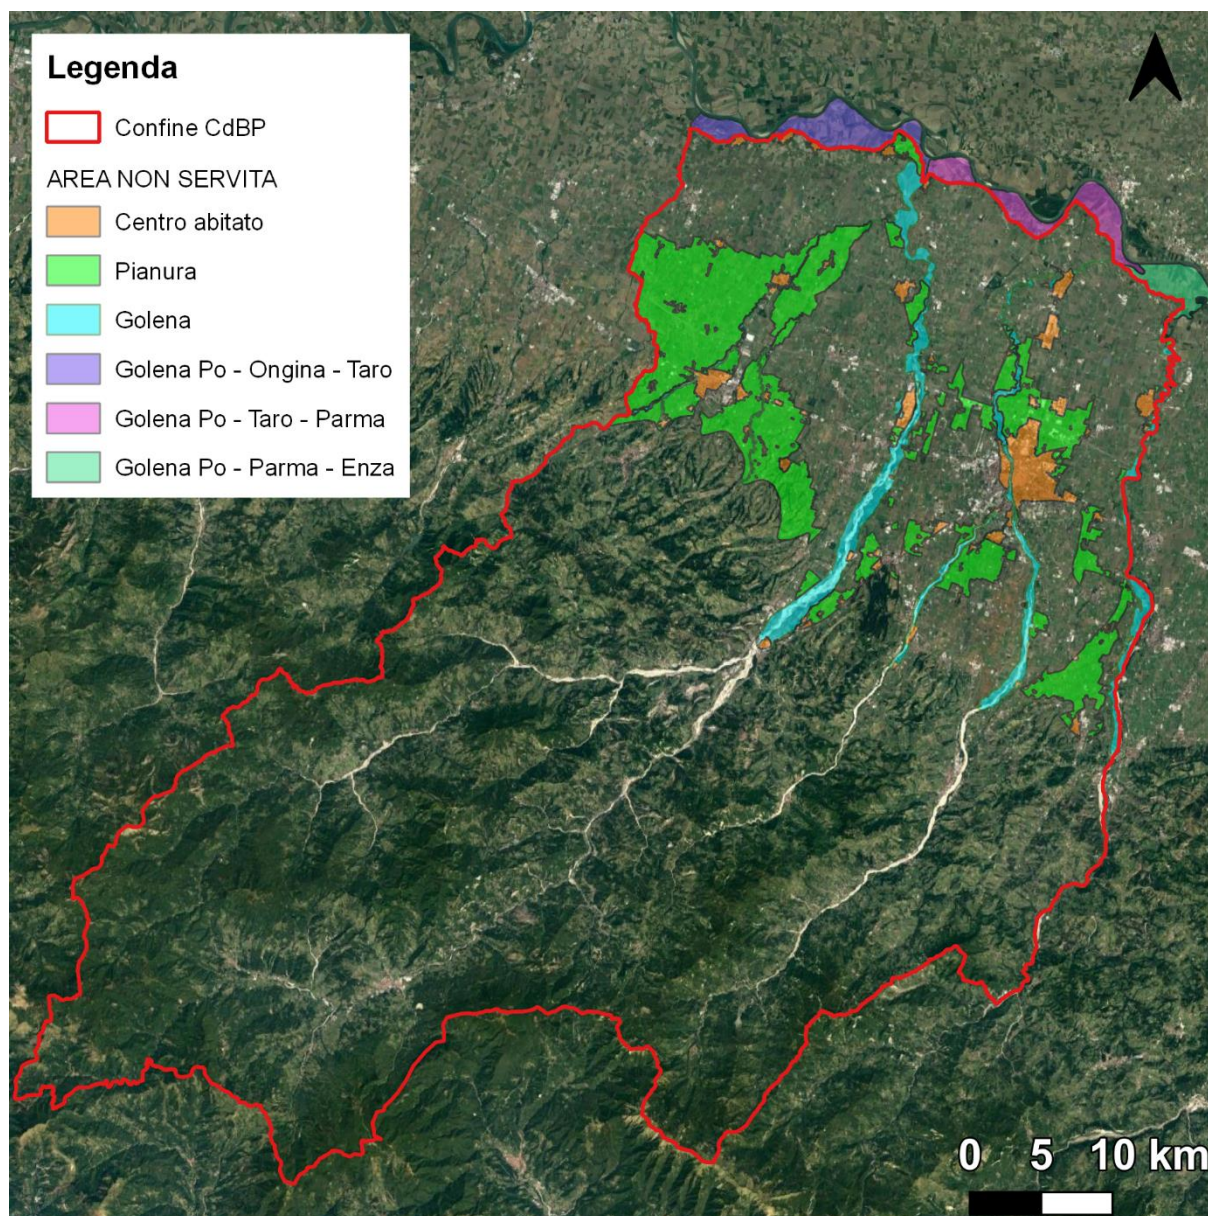 Legenda
Confine CdBP
AREA NON SERVITA
Centro abitato
Pianura
Golena
Golena Po - Ongina - Taro
Golena Po - Taro - Parma
Golena Po - Parma - Enza
0 5 10 km